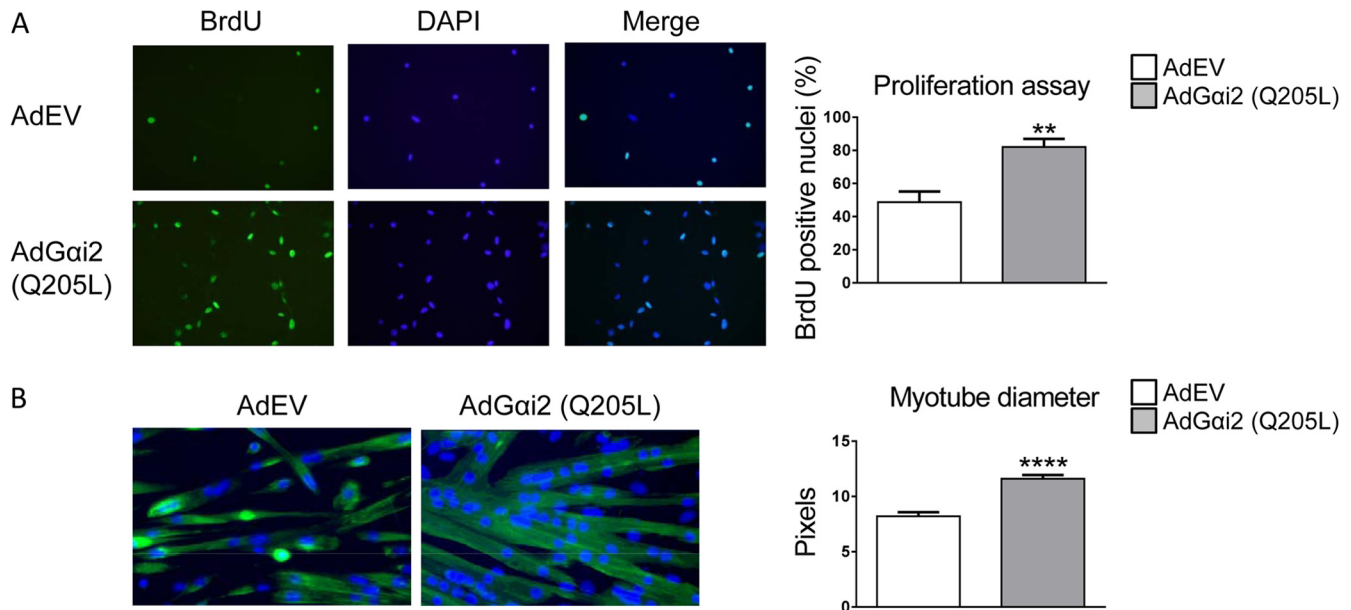 A
BrdU
DAPI
Merge
AdEV
AdGαi2
(Q205L)
Proliferation assay
AdEV
AdGαi2 (Q205L)
BrdU positive nuclei (%)
100
80
60
40
20
0
**
B
AdEV
AdGαi2 (Q205L)
Myotube diameter
AdEV
AdGαi2 (Q205L)
Pixels
15
10
5
0
****